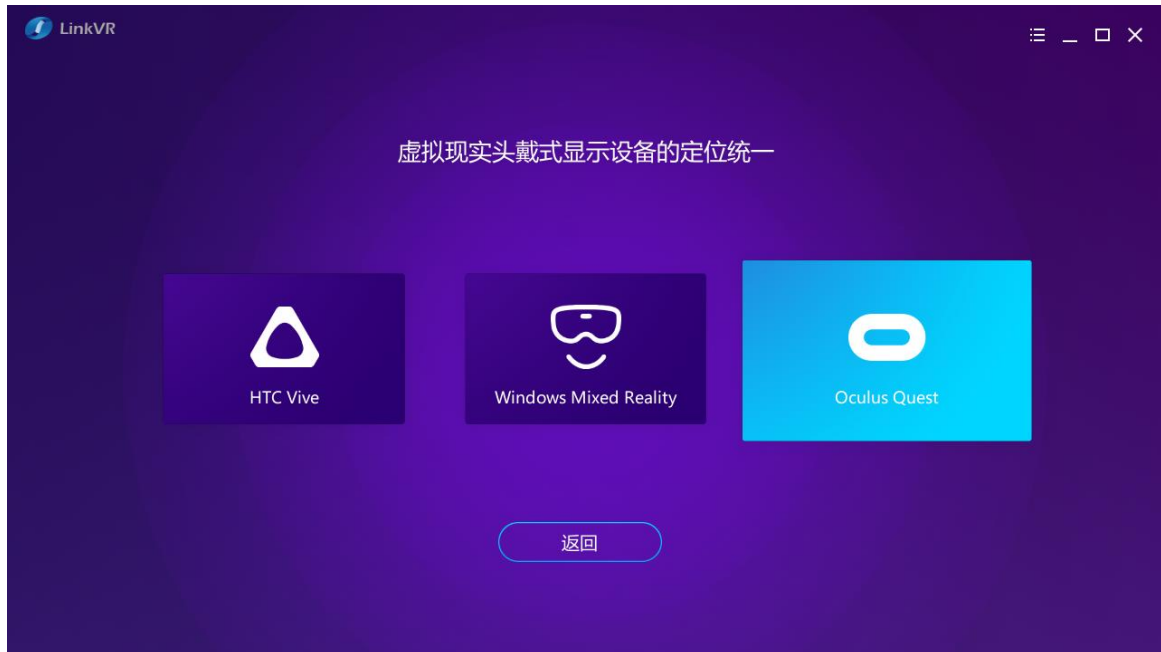 LinkVR
虚拟现实头戴式显示设备的定位统一
HTC Vive
Windows Mixed Reality
Oculus Quest
返回